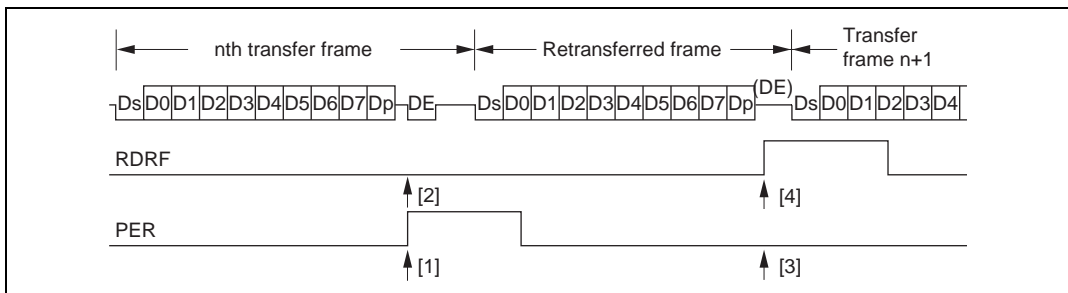 nth transfer frame
Retransferred frame
Transfer
frame n+1
Ds D0 D1 D2 D3 D4 D5 D6 D7 Dp DE Ds D0 D1 D2 D3 D4 D5 D6 D7 Dp (DE) Ds D0 D1 D2 D3 D4
RDRF
[2] [4]
PER
[1] [3]